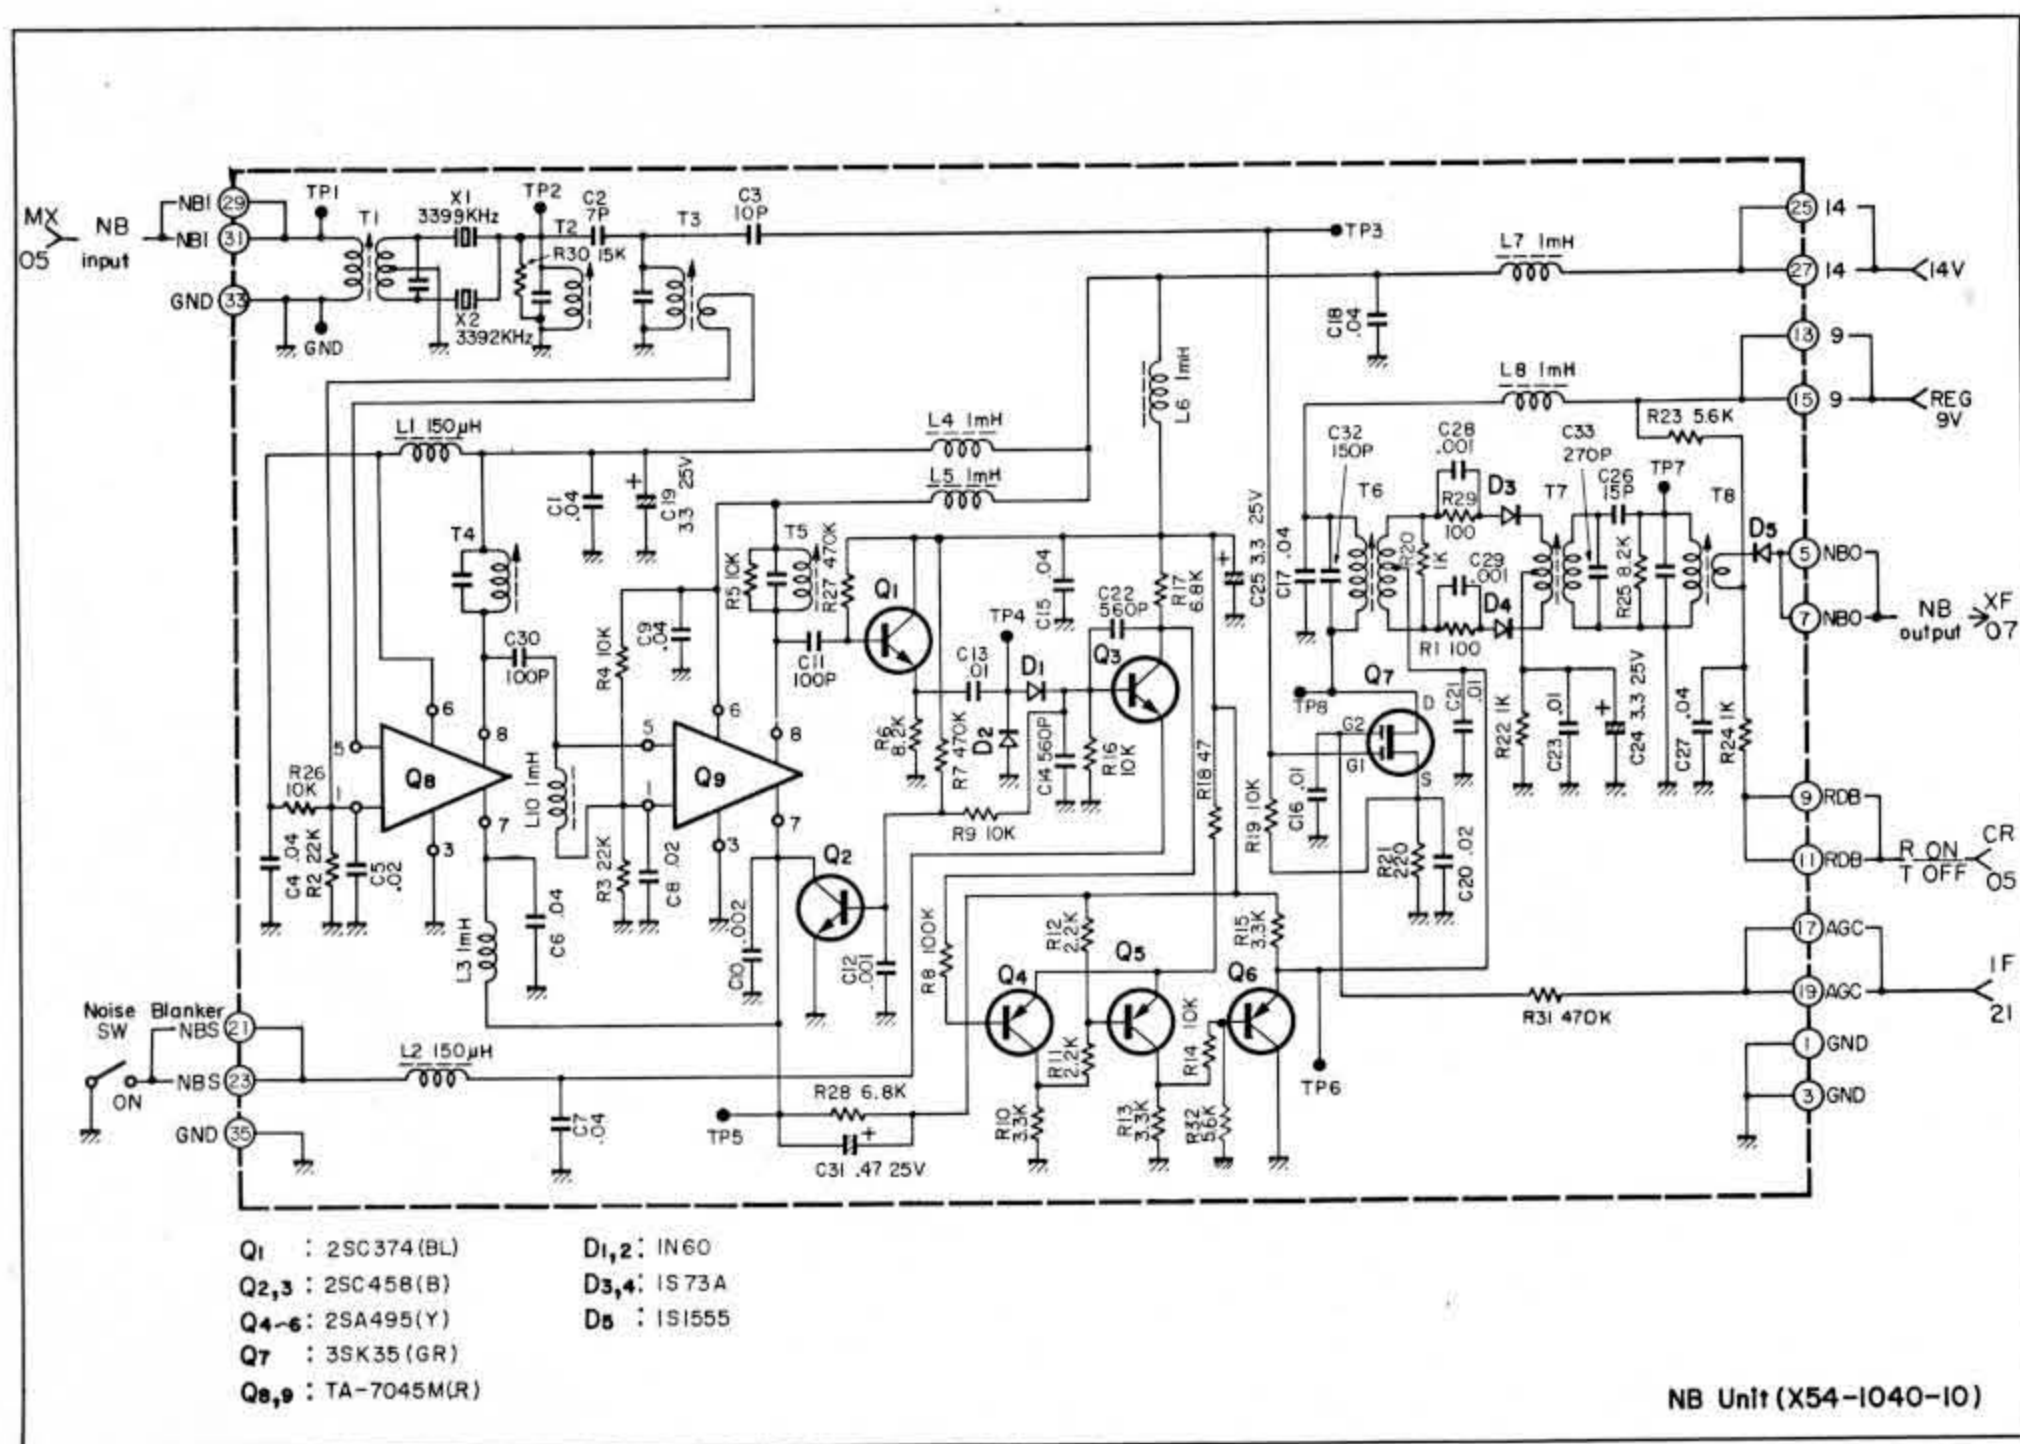 MX
05
NB
input
NB1 29
NB1 31
GND 33
TP1
GND
T1
X1
3399KHz
X2
3392KHz
TP2
T2
R30 15K
C2
7P
T3
C3
10P
TP3
L7 1mH
C18
.04
25 14
27 14
14V
13 9
15 9
REG
9V
L8 1mH
R23 5.6K
L6 1mH
L1 150µH
L4 1mH
L5 1mH
C1
.04
C19
3.3 25V
T4
C30
100P
R4 10K
C9
.04
R5 10K
T5
R27 470K
C11
100P
Q1
C15 .04
TP4
C13
.01
D1
D2
C22
560P
Q3
R17
6.8K
C25 3.3 25V
C17 .04
C32
150P
T6
R20
1K
C28
.001
R29
100
D3
C29
.001
D4
R1 100
T7
C33
270P
C26
15P
R25 8.2K
TP7
T8
D5
5 NBO
7 NBO
NB
output
XF
07
TP8
Q7
D
G2
G1
S
C21
.01
R22 1K
C23 .01
C24 3.3 25V
C27 .04
R24 1K
5
6
8
R26
10K
1
Q8
7
3
L10 1mH
5
6
8
Q9
1
7
3
R6
8.2K
R7 470K
C14 560P
R16
10K
R9 10K
R18 47
R19 10K
C16 .01
R21
220
C20 .02
C4 .04
R2 22K
C5
.02
L3 1mH
C6 .04
R3 22K
C8 .02
C10 .002
Q2
C12
.001
R8 100K
R12
2.2K
R15
3.3K
Q4
Q5
Q6
R11
2.2K
R14 10K
R10
3.3K
R13
3.3K
R32
5.6K
TP6
R31 470K
9 RDB
11 RDB
R ON
T OFF
CR
05
17 AGC
19 AGC
IF
21
1 GND
3 GND
Noise Blanker
SW
ON
NBS 21
NBS 23
GND 35
L2 150µH
C7
.04
TP5
R28 6.8K
C31 .47 25V
Q1 : 2SC374(BL)
Q2,3 : 2SC458(B)
Q4~6 : 2SA495(Y)
Q7 : 3SK35(GR)
Q8,9 : TA-7045M(R)
D1,2 : IN60
D3,4 : IS73A
D5 : IS1555
NB Unit (X54-1040-10)